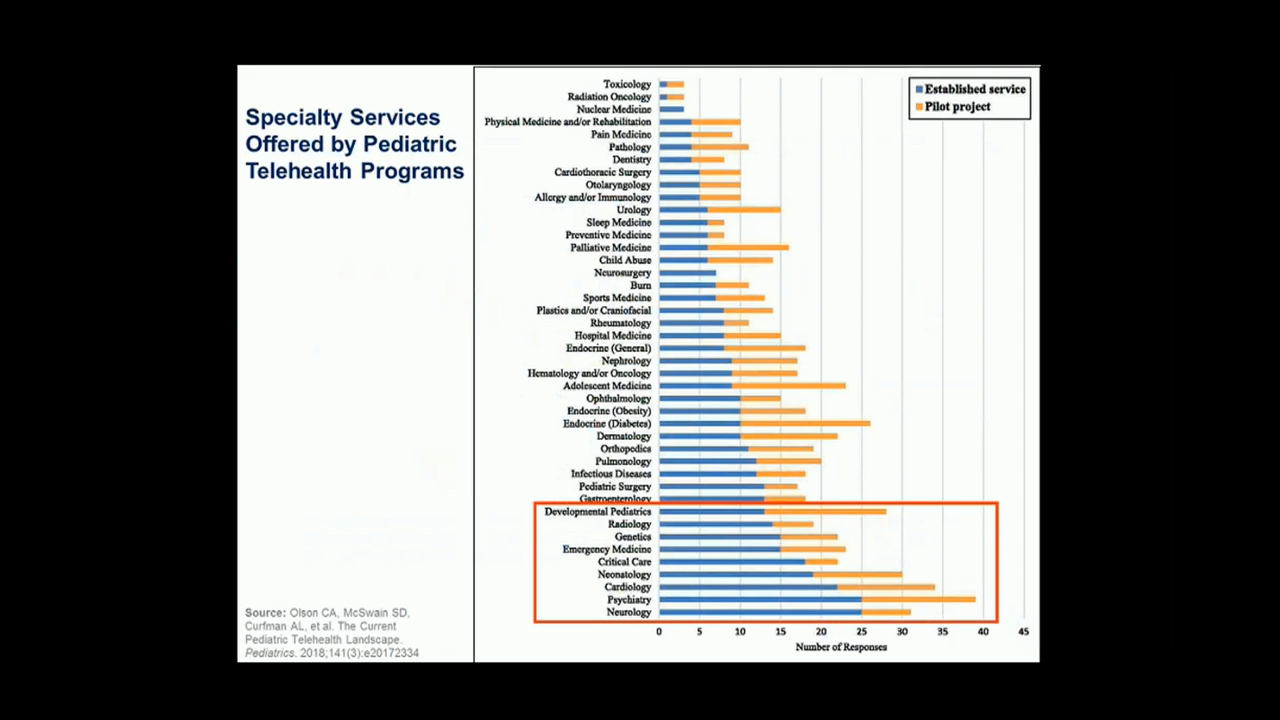 Specialty Services
Offered by Pediatric
Telehealth Programs
Established service
Pilot project
Toxicology
Radiation Oncology
Nuclear Medicine
Physical Medicine and/or Rehabilitation
Pain Medicine
Pathology
Dentistry
Cardiothoracic Surgery
Otolaryngology
Allergy and/or Immunology
Urology
Sleep Medicine
Preventive Medicine
Palliative Medicine
Child Abuse
Neurosurgery
Burn
Sports Medicine
Plastics and/or Craniofacial
Rheumatology
Hospital Medicine
Endocrine (General)
Nephrology
Hematology and/or Oncology
Adolescent Medicine
Ophthalmology
Endocrine (Obesity)
Endocrine (Diabetes)
Dermatology
Orthopedics
Pulmonology
Infectious Diseases
Pediatric Surgery
Gastroenterology
Developmental Pediatrics
Radiology
Genetics
Emergency Medicine
Critical Care
Neonatology
Cardiology
Psychiatry
Neurology
0 5 10 15 20 25 30 35 40 45
Number of Responses
Source: Olson CA, McSwain SD,
Curfman AL, et al. The Current
Pediatric Telehealth Landscape.
Pediatrics. 2018;141(3):e20172334